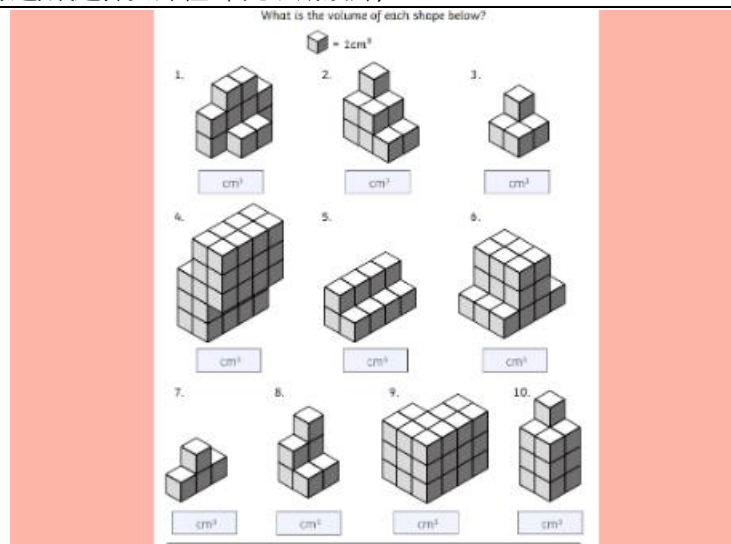 What is the volume of each shape below?
= 1cm³
1.
2.
3.
cm³
cm³
cm³
4.
5.
6.
cm³
cm³
cm³
7.
8.
9.
10.
cm³
cm³
cm³
cm³